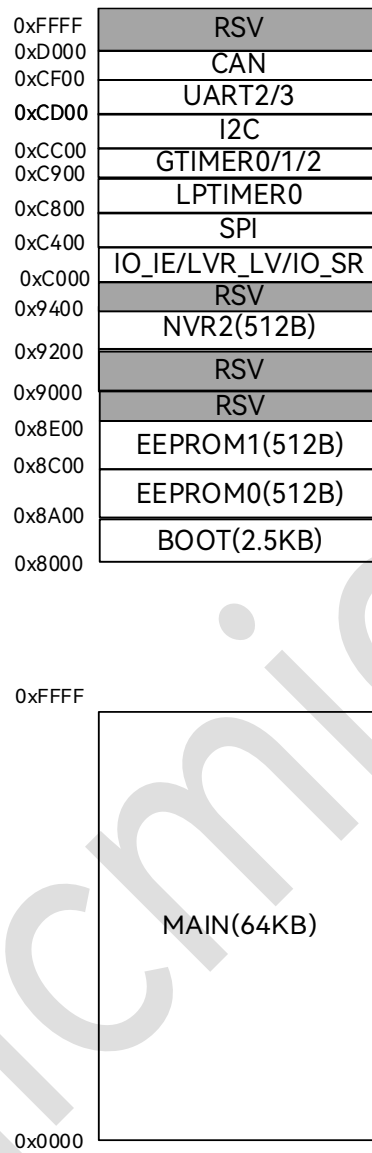 0xFFFF
RSV
0xD000
CAN
0xCF00
UART2/3
0xCD00
I2C
0xCC00
GTIMER0/1/2
0xC900
LPTIMER0
0xC800
SPI
0xC400
IO_IE/LVR_LV/IO_SR
0xC000
RSV
0x9400
NVR2(512B)
0x9200
RSV
0x9000
RSV
0x8E00
EEPROM1(512B)
0x8C00
EEPROM0(512B)
0x8A00
BOOT(2.5KB)
0x8000
0xFFFF
MAIN(64KB)
0x0000